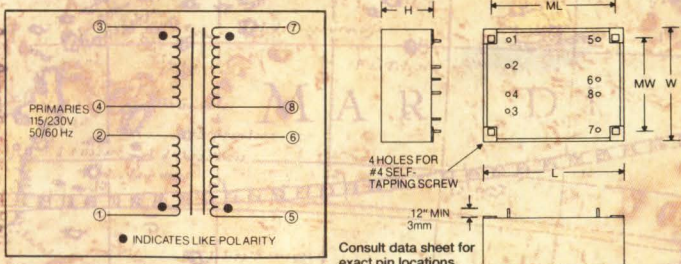 ③
⑦
④
⑧
PRIMARIES
115/230V
50/60 Hz
②
⑥
①
⑤
● INDICATES LIKE POLARITY
H
ML
1
5
2
6
4
8
3
7
MW
W
4 HOLES FOR
#4 SELF-
TAPPING SCREW
L
.12" MIN
3mm
Consult data sheet for
exact pin locations